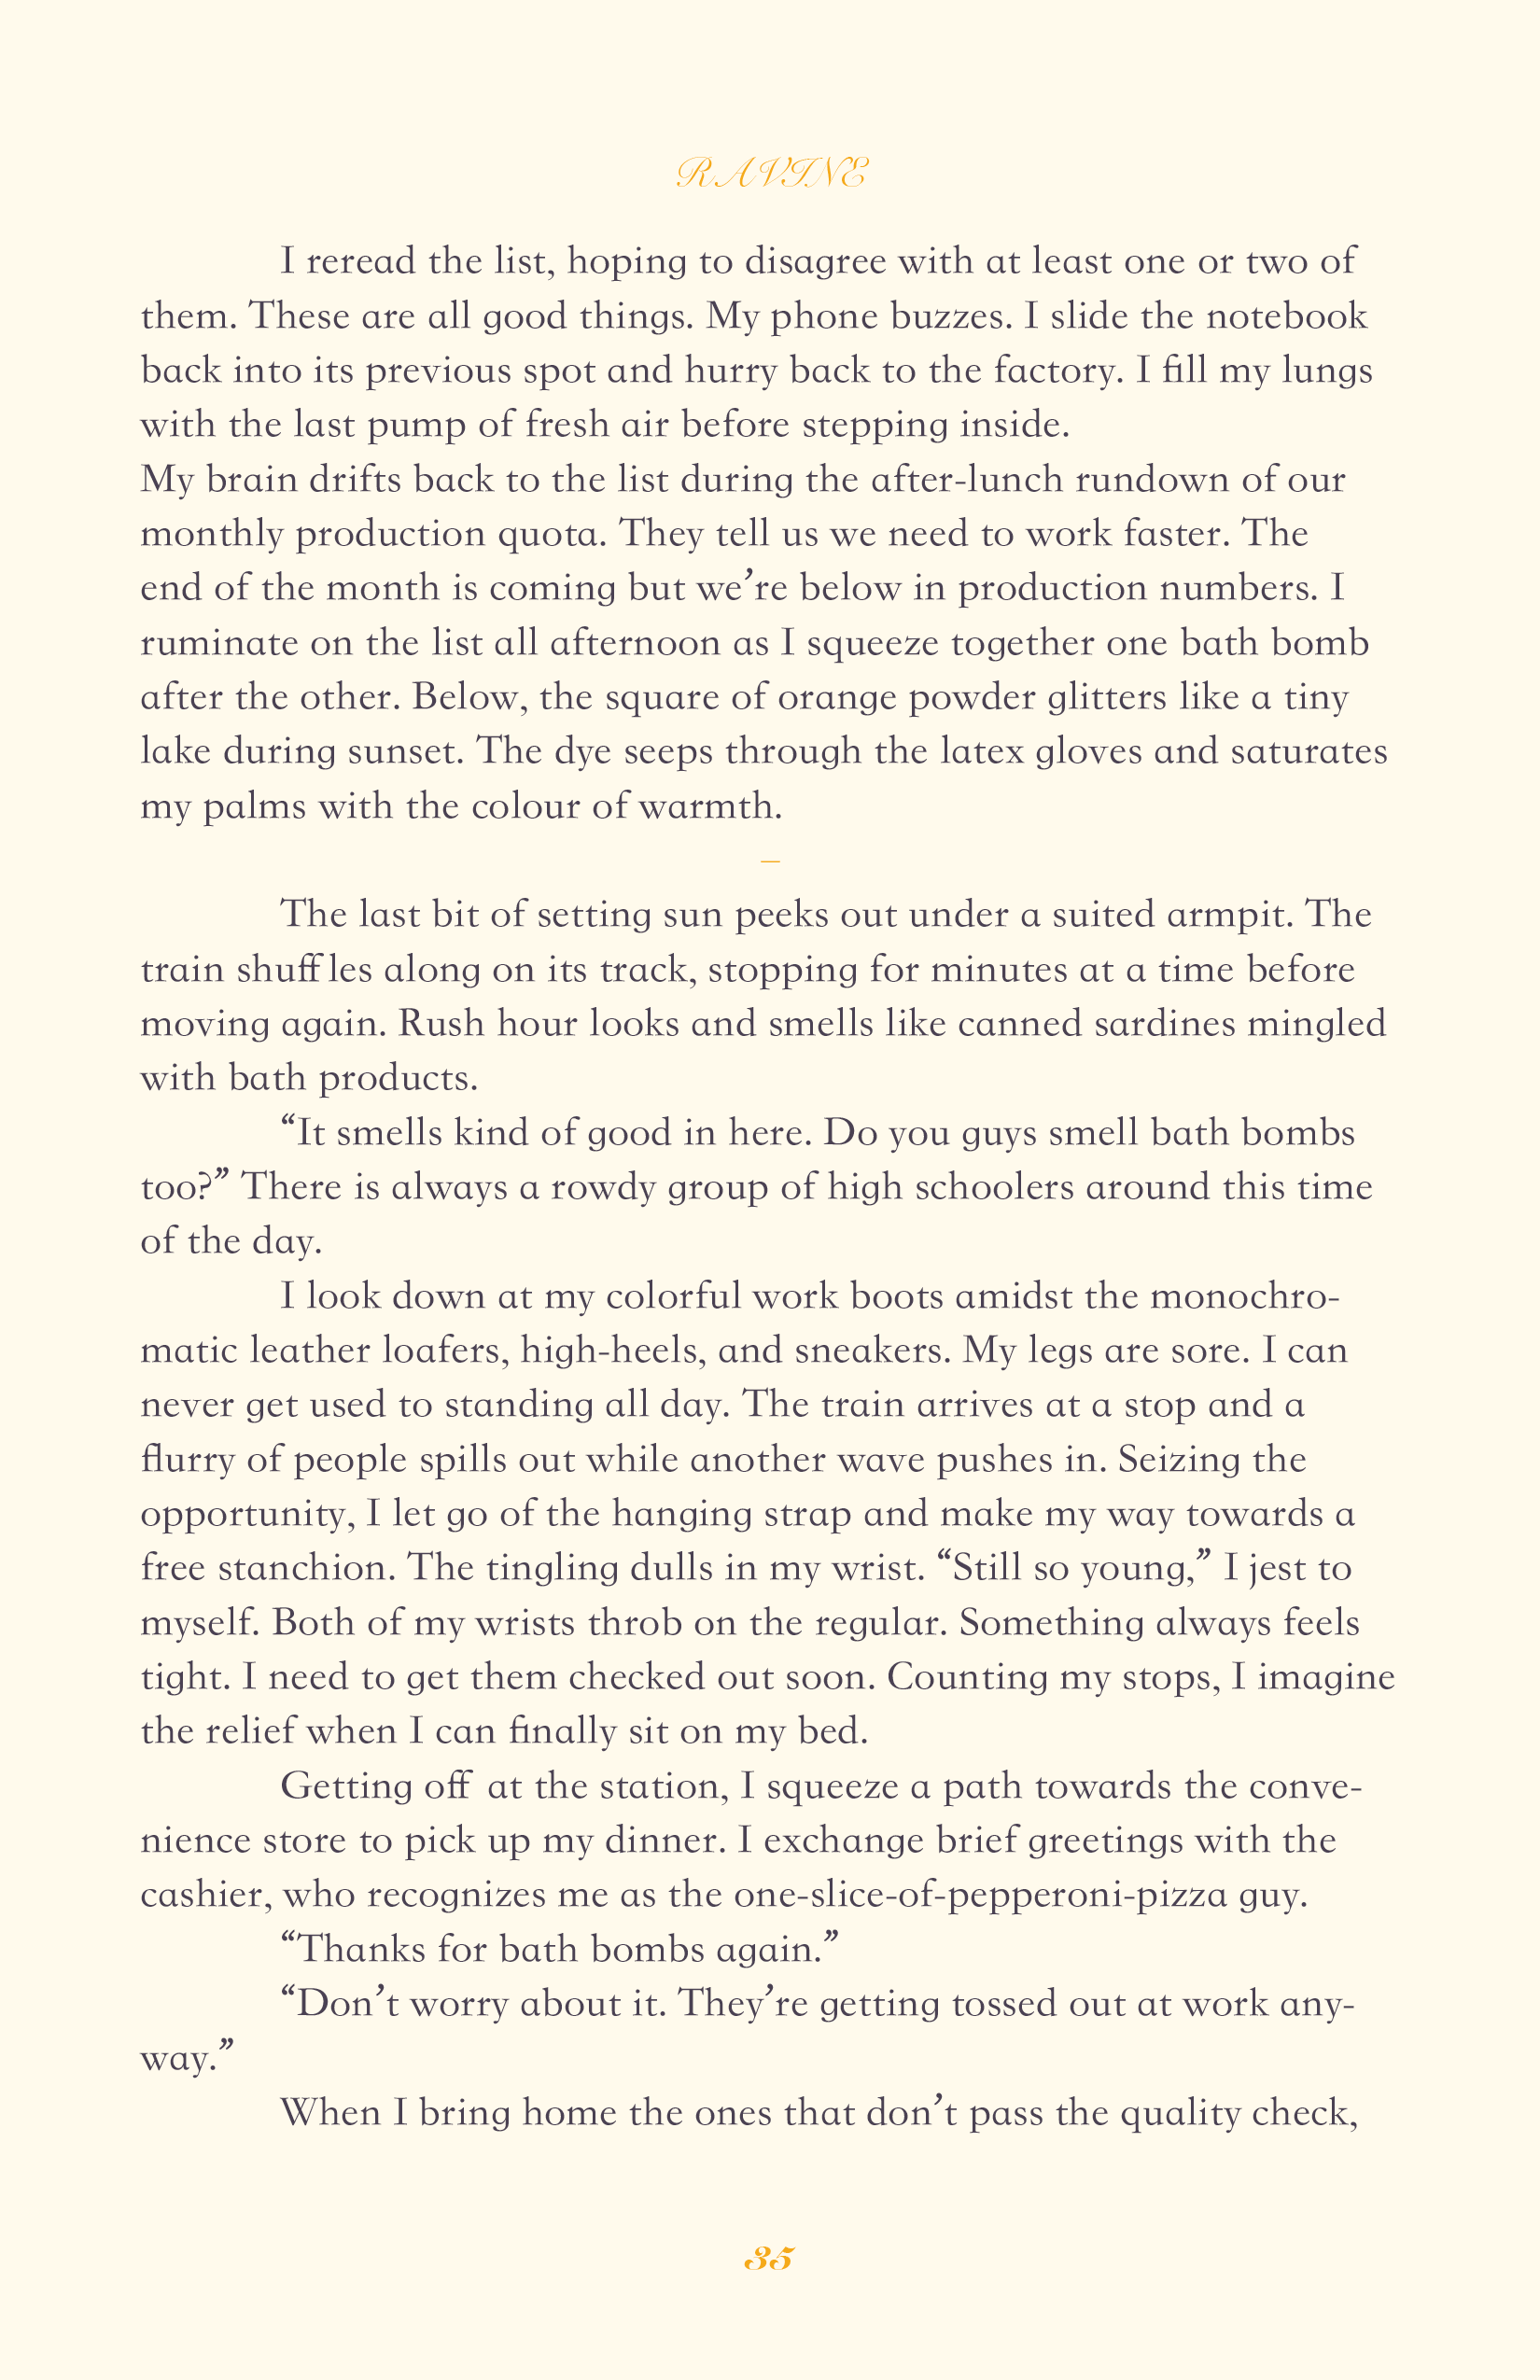 RAVINE
I reread the list, hoping to disagree with at least one or two of
them. These are all good things. My phone buzzes. I slide the notebook
back into its previous spot and hurry back to the factory. I fill my lungs
with the last pump of fresh air before stepping inside.
My brain drifts back to the list during the after-lunch rundown of our
monthly production quota. They tell us we need to work faster. The
end of the month is coming but we’re below in production numbers. I
ruminate on the list all afternoon as I squeeze together one bath bomb
after the other. Below, the square of orange powder glitters like a tiny
lake during sunset. The dye seeps through the latex gloves and saturates
my palms with the colour of warmth.
–
The last bit of setting sun peeks out under a suited armpit. The
train shuffles along on its track, stopping for minutes at a time before
moving again. Rush hour looks and smells like canned sardines mingled
with bath products.
“It smells kind of good in here. Do you guys smell bath bombs
too?” There is always a rowdy group of high schoolers around this time
of the day.
I look down at my colorful work boots amidst the monochro-
matic leather loafers, high-heels, and sneakers. My legs are sore. I can
never get used to standing all day. The train arrives at a stop and a
flurry of people spills out while another wave pushes in. Seizing the
opportunity, I let go of the hanging strap and make my way towards a
free stanchion. The tingling dulls in my wrist. “Still so young,” I jest to
myself. Both of my wrists throb on the regular. Something always feels
tight. I need to get them checked out soon. Counting my stops, I imagine
the relief when I can finally sit on my bed.
Getting off at the station, I squeeze a path towards the conve-
nience store to pick up my dinner. I exchange brief greetings with the
cashier, who recognizes me as the one-slice-of-pepperoni-pizza guy.
“Thanks for bath bombs again.”
“Don’t worry about it. They’re getting tossed out at work any-
way.”
When I bring home the ones that don’t pass the quality check,
35